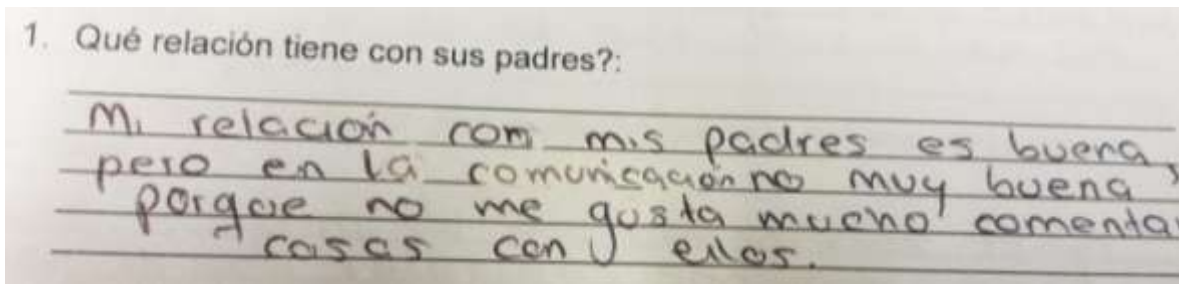 1. Qué relación tiene con sus padres?:
Mi relación com mis padres es buena,
pero en la comunicación no muy buena
porque no me gusta mucho comenta
cosas con ellos.